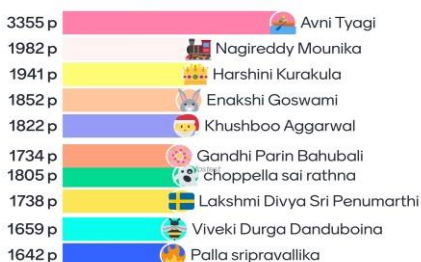 3355 p Avni Tyagi
1982 p Nagireddy Mounika
1941 p Harshini Kurakula
1852 p Enakshi Goswami
1822 p Khushboo Aggarwal
1734 p Gandhi Parin Bahubali
1805 p choppella sai rathna
1738 p Lakshmi Divya Sri Penumarthi
1659 p Viveki Durga Danduboina
1642 p Palla sripravallika